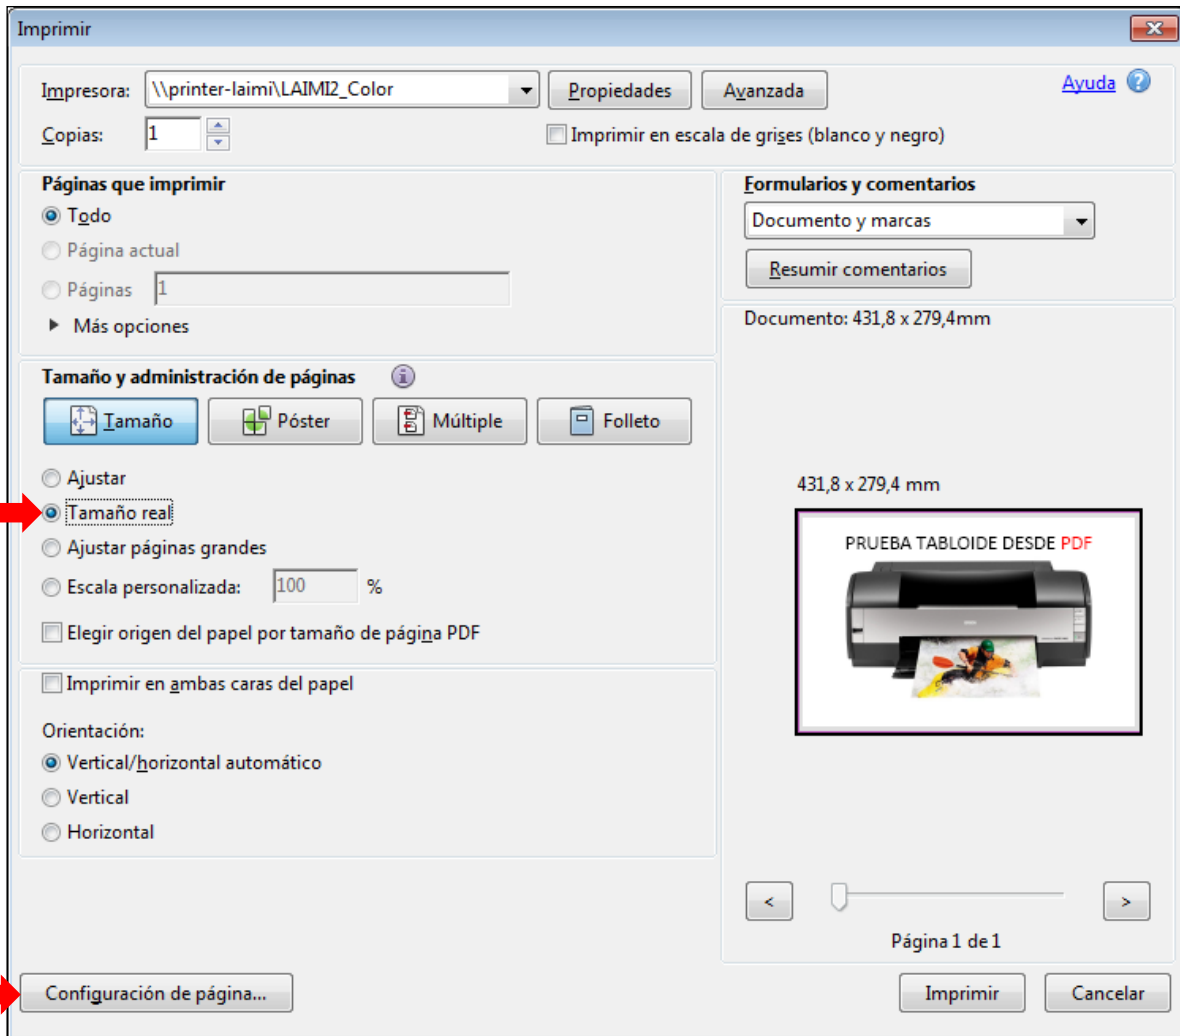 Imprimir
Impresora: \\printer-laimi\LAIMI2_Color Propiedades Avanzada Ayuda ?
Copias: 1 Imprimir en escala de grises (blanco y negro)
Páginas que imprimir
Todo
Página actual
Páginas 1
Más opciones
Formularios y comentarios
Documento y marcas
Resumir comentarios
Tamaño y administración de páginas i
Tamaño Póster Múltiple Folleto
Ajustar
Tamaño real
Ajustar páginas grandes
Escala personalizada: 100 %
Elegir origen del papel por tamaño de página PDF
Imprimir en ambas caras del papel
Orientación:
Vertical/horizontal automático
Vertical
Horizontal
Documento: 431,8 x 279,4mm
431,8 x 279,4 mm
PRUEBA TABLOIDE DESDE PDF
< >
Página 1 de 1
Configuración de página... Imprimir Cancelar